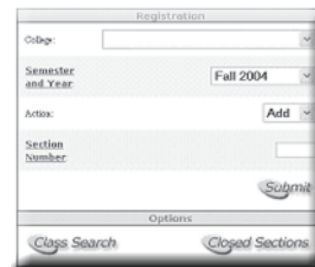 Registration
College:
Semester and Year
Fall 2004
Action:
Add
Section Number
Submit
Options
Class Search
Closed Sections